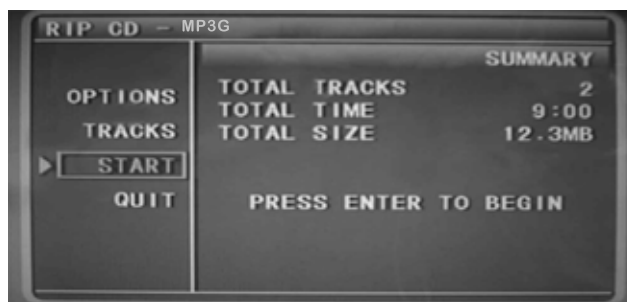 RIP CD - MP3G
SUMMARY
OPTIONS
TRACKS
START
QUIT
TOTAL TRACKS 2
TOTAL TIME 9:00
TOTAL SIZE 12.3MB
PRESS ENTER TO BEGIN